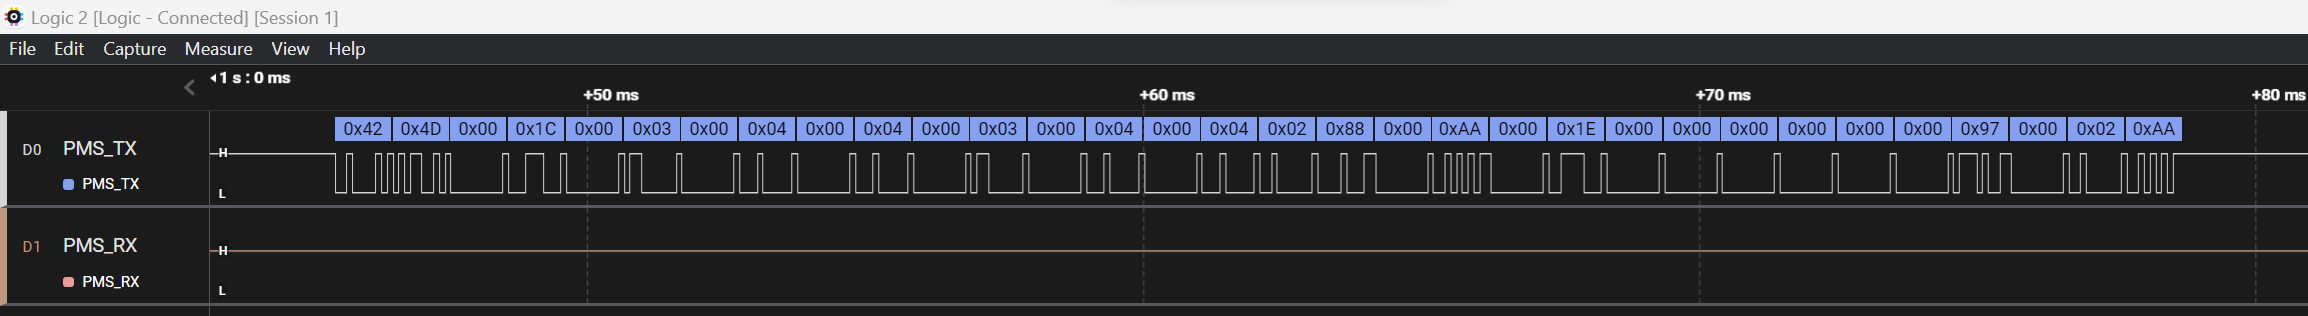 Logic 2 [Logic - Connected] [Session 1]
File Edit Capture Measure View Help
1 s : 0 ms
+50 ms +60 ms +70 ms +80 ms
0x42 0x4D 0x00 0x1C 0x00 0x03 0x00 0x04 0x00 0x04 0x00 0x03 0x00 0x04 0x00 0x04 0x02 0x88 0x00 0xAA 0x00 0x1E 0x00 0x00 0x00 0x00 0x00 0x00 0x97 0x00 0x02 0xAA
D0 PMS_TX H
PMS_TX L
D1 PMS_RX H
PMS_RX L